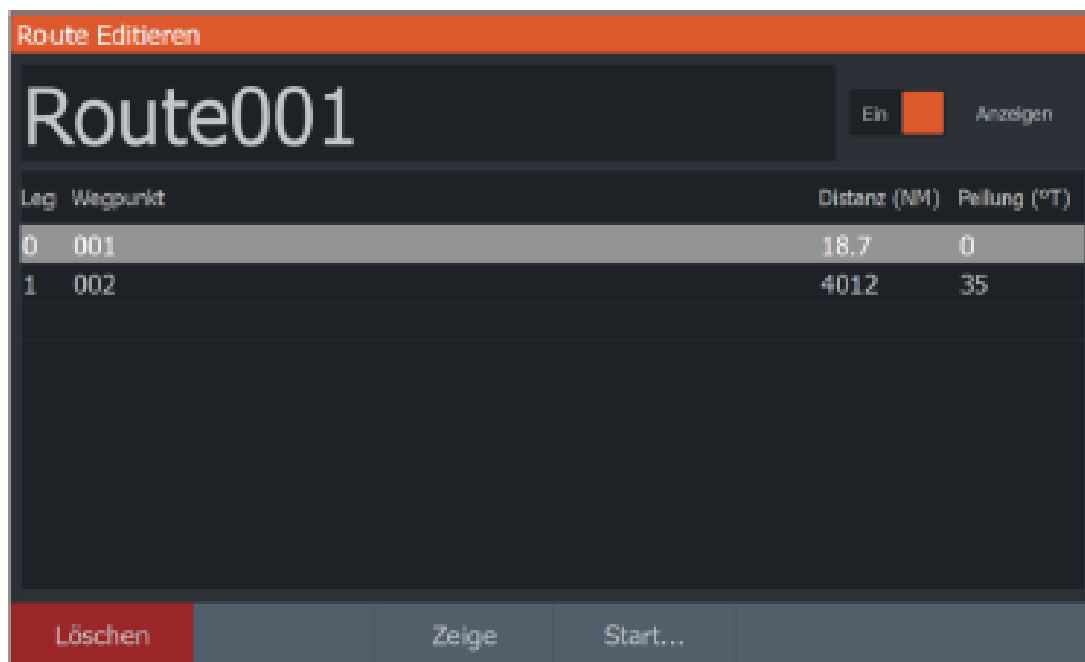 Route Editieren
Route001
Ein Anzeigen
Leg Wegpunkt Distanz (NM) Peilung (°T)
0 001 18.7 0
1 002 4012 35
Löschen Zeige Start...